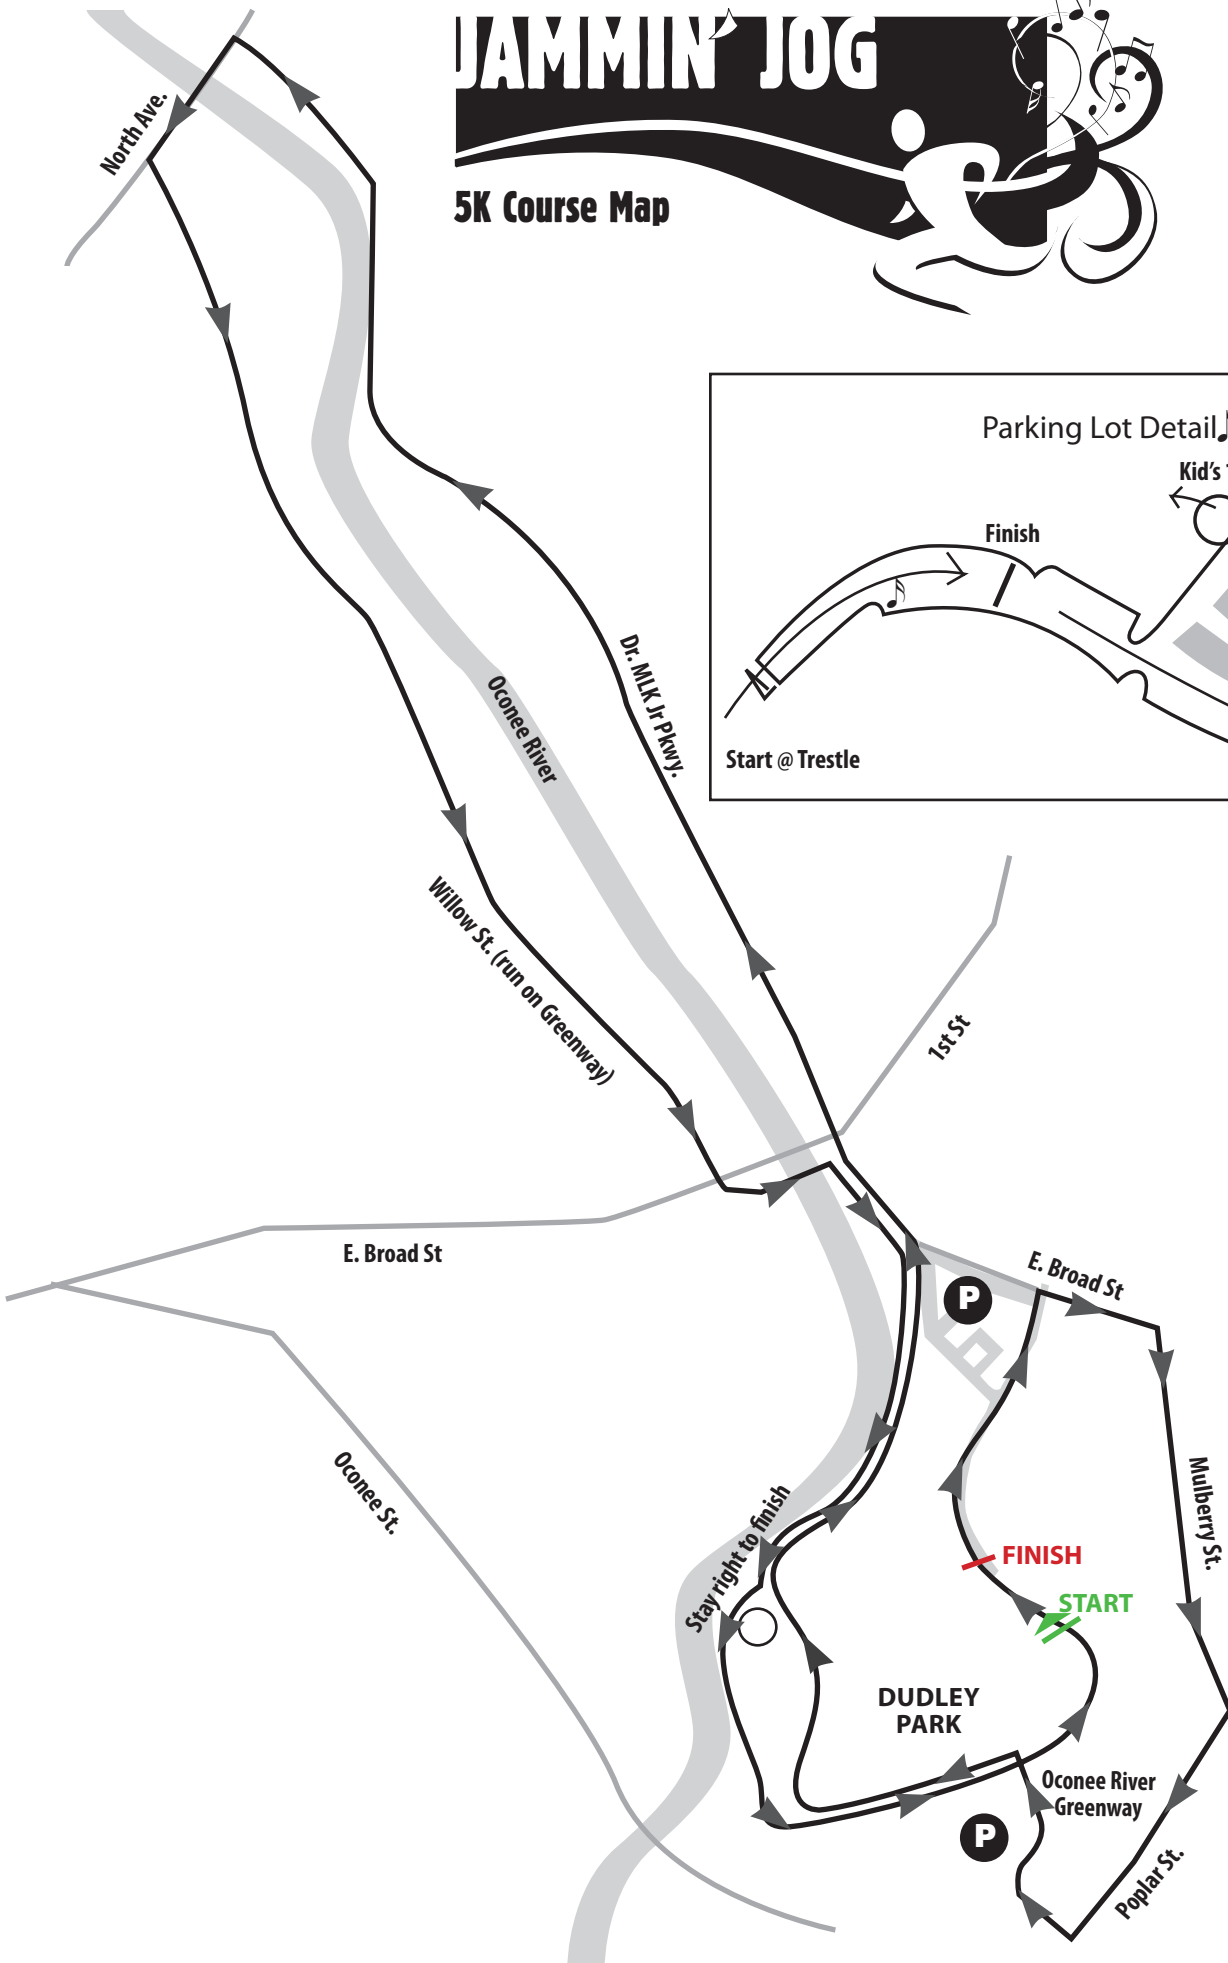 JAMMIN' JOG
5K Course Map
North Ave.
Parking Lot Detail
Kid's
Finish
Start @ Trestle
Dr. MLK Jr Pkwy.
Oconee River
Willow St. (run on Greenway)
1st St
E. Broad St
E. Broad St
P
Oconee St.
Mulberry St.
Stay right to finish
FINISH
START
DUDLEY
PARK
Oconee River
Greenway
P
Poplar St.